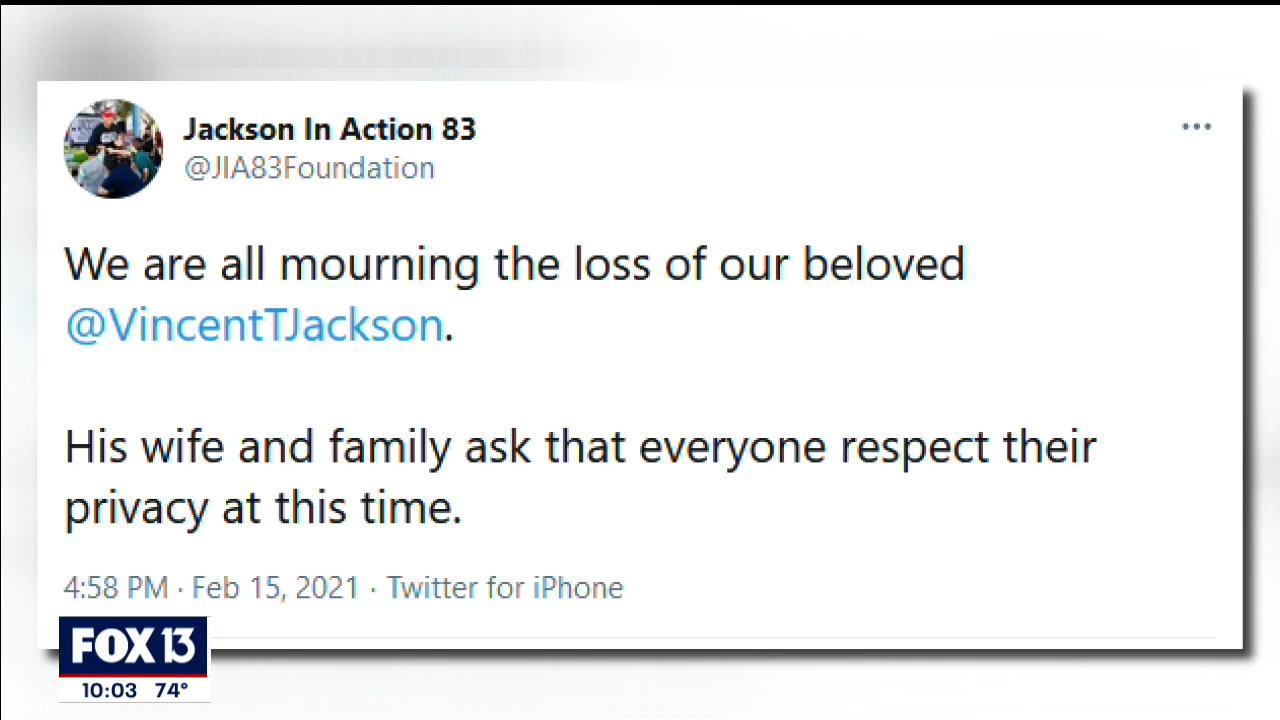 Jackson In Action 83
@JIA83Foundation
We are all mourning the loss of our beloved
@VincentTJackson.
His wife and family ask that everyone respect their
privacy at this time.
4:58 PM · Feb 15, 2021 · Twitter for iPhone
FOX 13
10:03 74°